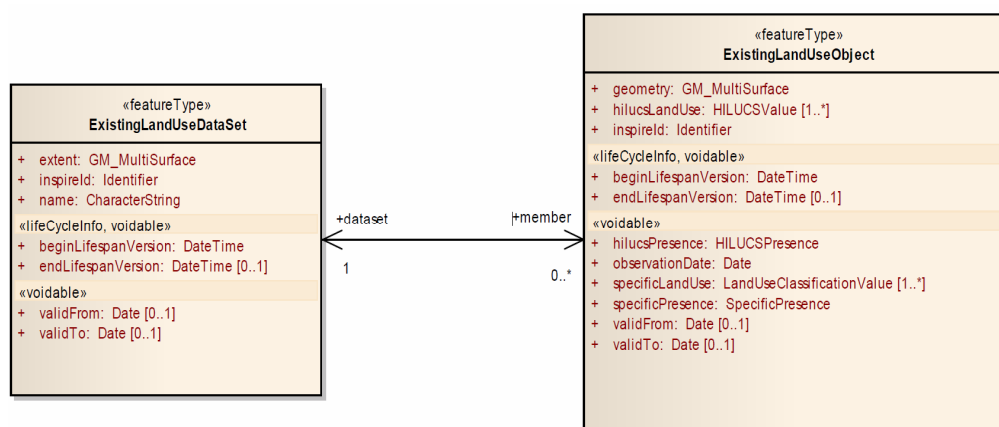 «featureType»
ExistingLandUseDataSet
+ extent: GM_MultiSurface
+ inspireId: Identifier
+ name: CharacterString
«lifeCycleInfo, voidable»
+ beginLifespanVersion: DateTime
+ endLifespanVersion: DateTime [0..1]
«voidable»
+ validFrom: Date [0..1]
+ validTo: Date [0..1]
+dataset
1
+member
0..*
«featureType»
ExistingLandUseObject
+ geometry: GM_MultiSurface
+ hilucsLandUse: HILUCSValue [1..*]
+ inspireId: Identifier
«lifeCycleInfo, voidable»
+ beginLifespanVersion: DateTime
+ endLifespanVersion: DateTime [0..1]
«voidable»
+ hilucsPresence: HILUCSPresence
+ observationDate: Date
+ specificLandUse: LandUseClassificationValue [1..*]
+ specificPresence: SpecificPresence
+ validFrom: Date [0..1]
+ validTo: Date [0..1]